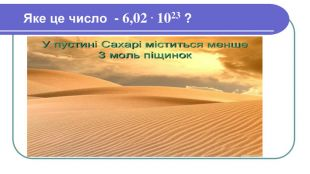 Яке це число - 6,02 · 10²³ ?
У пустині Сахарі міститься менше
3 моль піщинок